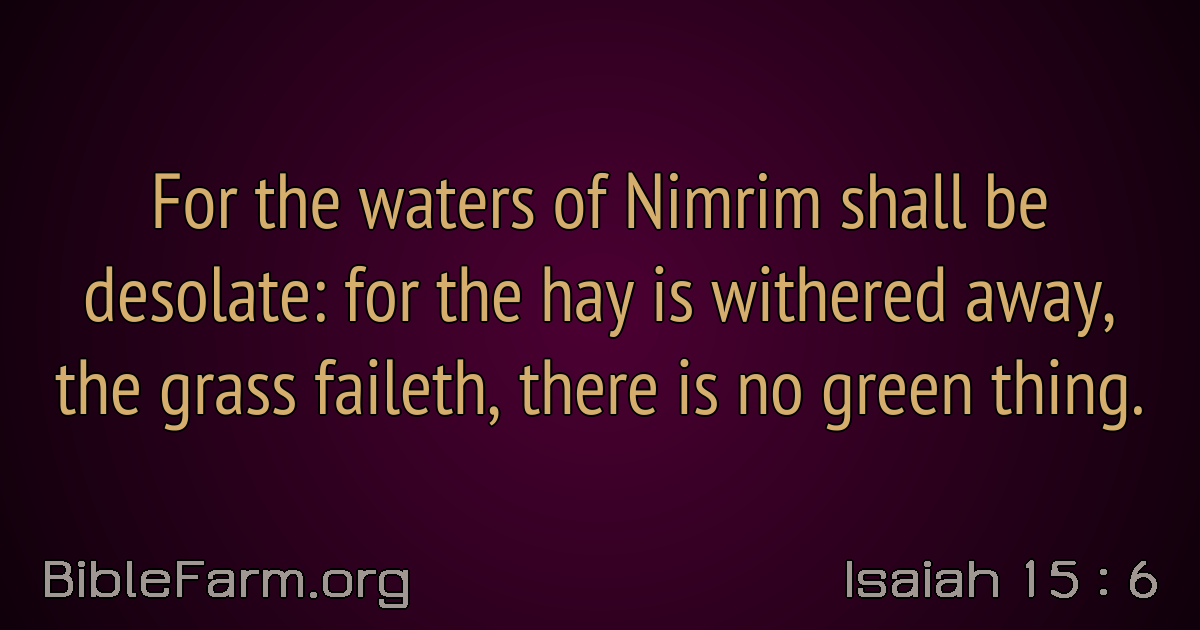 For the waters of Nimrim shall be
desolate: for the hay is withered away,
the grass faileth, there is no green thing.
BibleFarm.org
Isaiah 15 : 6